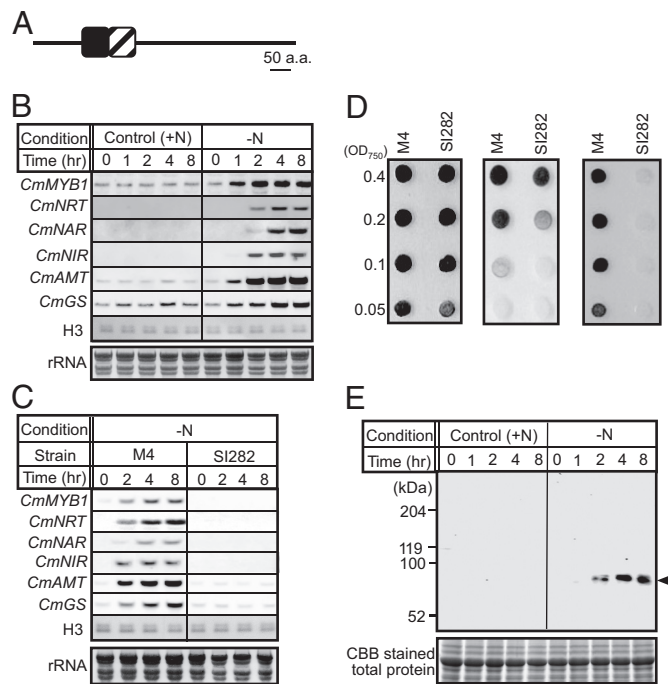 A
50 a.a.
B
Condition Control (+N) -N
Time (hr) 0 1 2 4 8 0 1 2 4 8
CmMYB1
CmNRT
CmNAR
CmNIR
CmAMT
CmGS
H3
rRNA
C
Condition -N
Strain M4 SI282
Time (hr) 0 2 4 8 0 2 4 8
CmMYB1
CmNRT
CmNAR
CmNIR
CmAMT
CmGS
H3
rRNA
D
M4 SI282 M4 SI282 M4 SI282
(OD750)
0.4
0.2
0.1
0.05
E
Condition Control (+N) -N
Time (hr) 0 1 2 4 8 0 1 2 4 8
(kDa)
204
119
100
52
CBB stained
total protein